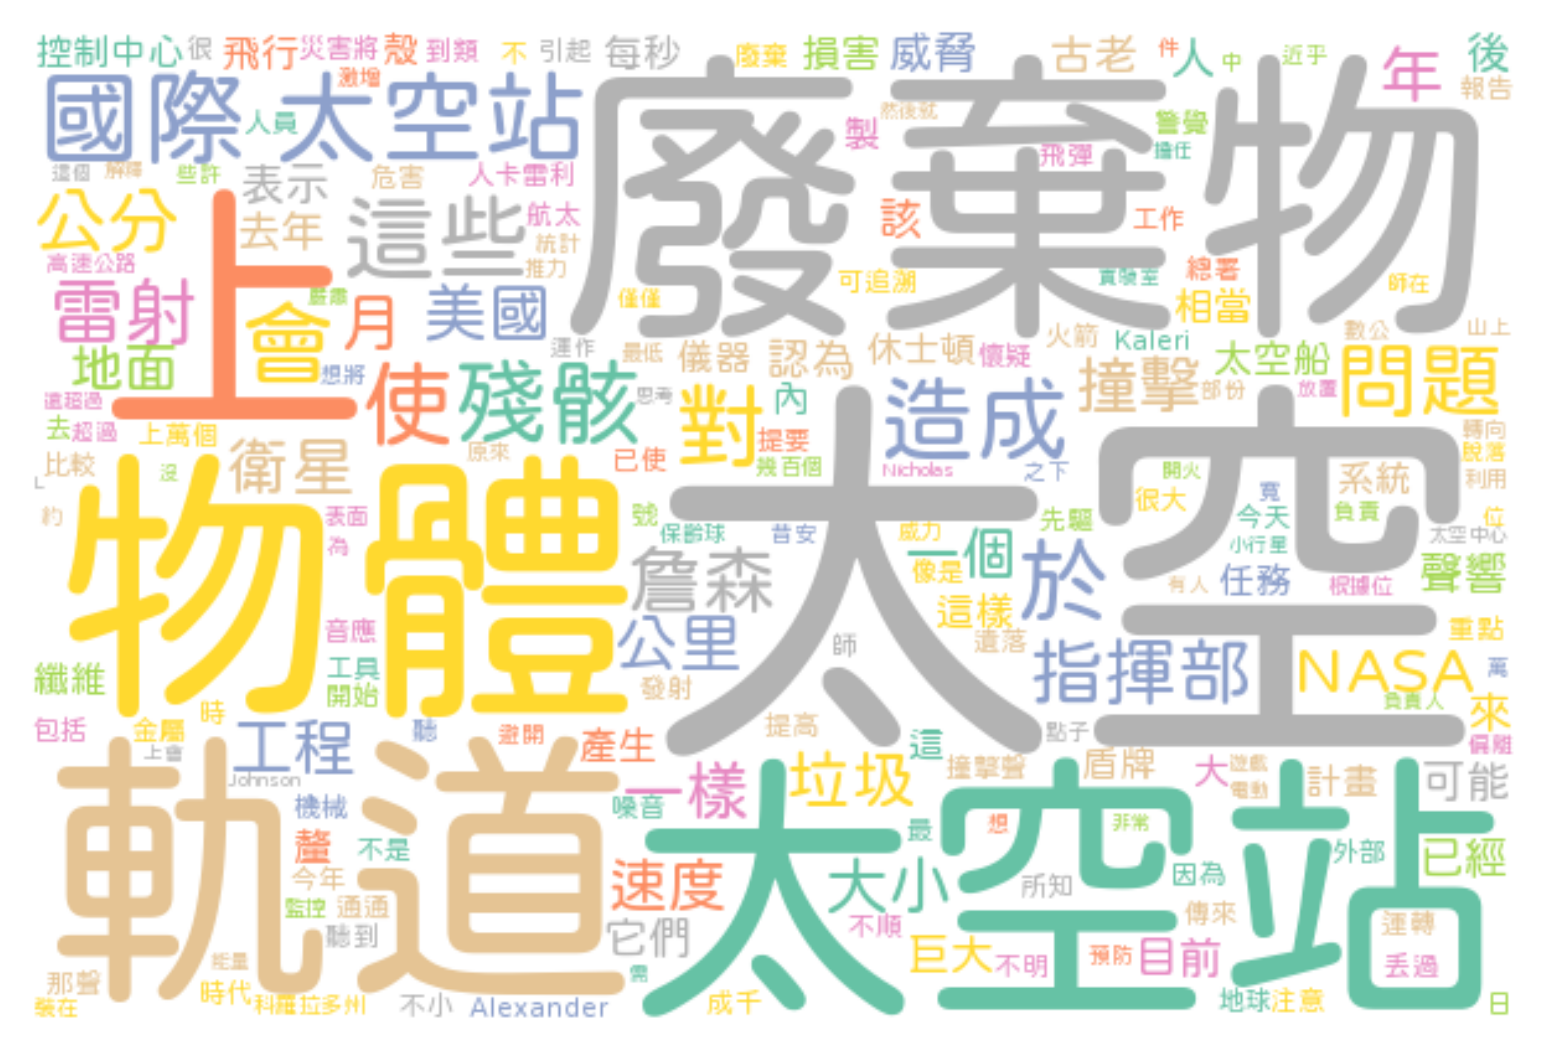 控制中心 很 飛行 災害將 殼 到類 不 引起 每秒 廢棄 損害 威脅 古老 件 人 中 近乎 年 後
激增 報告
國際太空站 廢棄物
人員 製 然後就 警覺
這個 解釋 些許 表示 危害 人卡雷利 飛彈 擔任
公分 上 去年 這些 航太 該 工作
高速公路 統計
推力 可追溯 實驗室 總署 師在
雷射 嚴肅 會 月 美國 僅僅 相當
地面 想將 運作 最低 儀器 認為 休士頓 懷疑 火箭 Kaleri 太空船 數公 山上
遠超過 使 殘骸 思考 對 內 造成 撞擊 部份 放置 問題
去 超過 上萬個 提要 轉向
比較 沒 衛星 原來 已使 幾百個 Nicholas 之下 開火 系統 脫落
物體 太空 很大 寬 利用
約 表面 號 保齡球 昔安 威力 先驅 今天 負責 位
為 一個 小行星 太空中心
詹森 像是 於 有人 任務 根據位 聲響
音應 公里 師 這樣 遺落 指揮部 重點
纖維 工具 NASA 萬
開始 發射 負責人
包括 金屬 時 聽 避開 產生 提高 這 點子 來
上會 工程 撞擊聲 盾牌 偏離
軌道 Johnson 一樣 垃圾 大 遊戲 計畫 可能
機械 噪音 太空站 電動
釐 不是 最 想 非常 外部 已經
今年 速度 大小 所知 因為
監控 通通 不順 傳來 運轉
聽到 它們 巨大 不明 預防 目前 丟過
那聲 能量 需
裝在 時代 科羅拉多州 不小 Alexander 成千 地球 注意 日